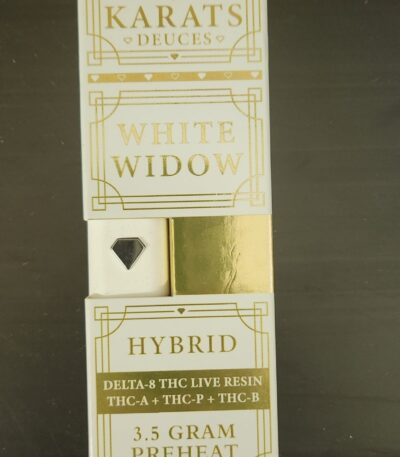 KARATS
DEUCES
WHITE
WIDOW
HYBRID
DELTA-8 THC LIVE RESIN
THC-A + THC-P + THC-B
3.5 GRAM
PREHEAT